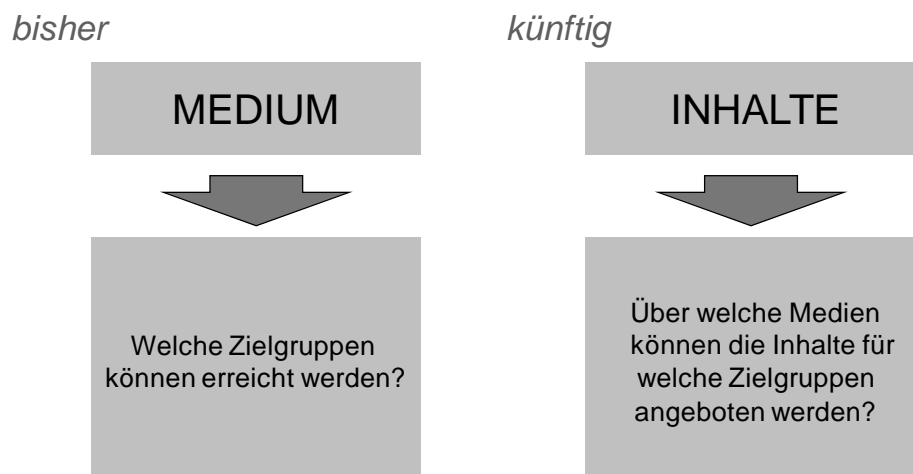 bisher
künftig
MEDIUM
INHALTE
Welche Zielgruppen
können erreicht werden?
Über welche Medien
können die Inhalte für
welche Zielgruppen
angeboten werden?